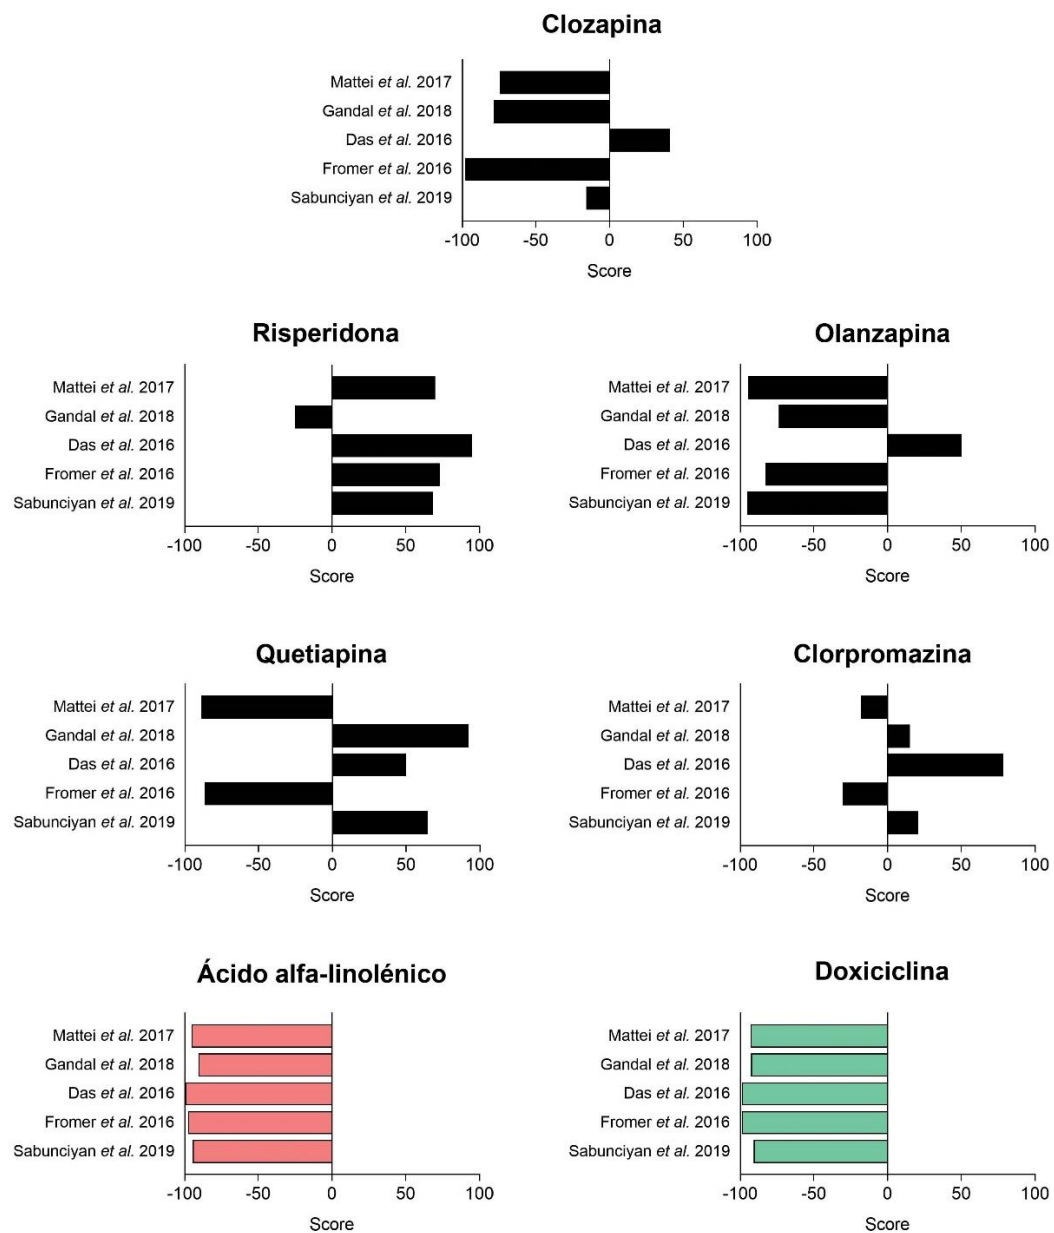 Clozapina
Mattei et al. 2017
Gandal et al. 2018
Das et al. 2016
Fromer et al. 2016
Sabunciyan et al. 2019
-100 -50 0 50 100
Score
Risperidona
Mattei et al. 2017
Gandal et al. 2018
Das et al. 2016
Fromer et al. 2016
Sabunciyan et al. 2019
-100 -50 0 50 100
Score
Olanzapina
Mattei et al. 2017
Gandal et al. 2018
Das et al. 2016
Fromer et al. 2016
Sabunciyan et al. 2019
-100 -50 0 50 100
Score
Quetiapina
Mattei et al. 2017
Gandal et al. 2018
Das et al. 2016
Fromer et al. 2016
Sabunciyan et al. 2019
-100 -50 0 50 100
Score
Clorpromazina
Mattei et al. 2017
Gandal et al. 2018
Das et al. 2016
Fromer et al. 2016
Sabunciyan et al. 2019
-100 -50 0 50 100
Score
Ácido alfa-linolénico
Mattei et al. 2017
Gandal et al. 2018
Das et al. 2016
Fromer et al. 2016
Sabunciyan et al. 2019
-100 -50 0 50 100
Score
Doxiciclina
Mattei et al. 2017
Gandal et al. 2018
Das et al. 2016
Fromer et al. 2016
Sabunciyan et al. 2019
-100 -50 0 50 100
Score